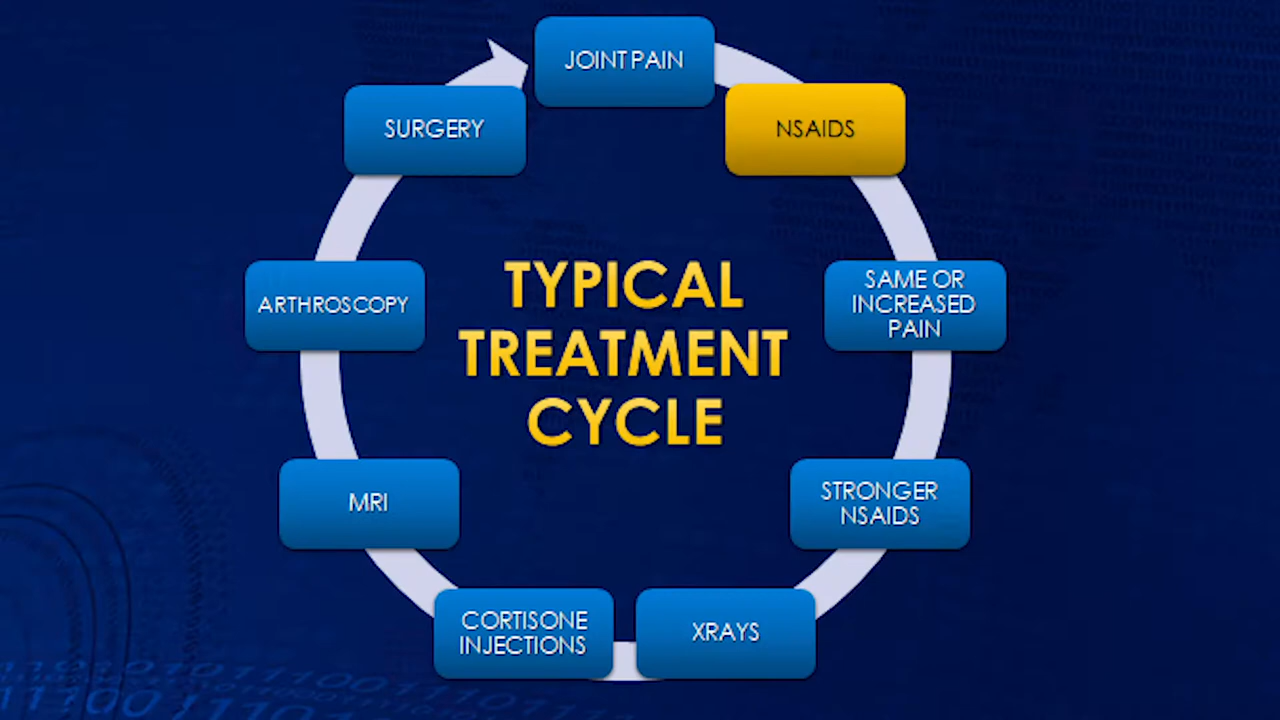 JOINT PAIN
NSAIDS
SAME OR
INCREASED
PAIN
STRONGER
NSAIDS
XRAYS
CORTISONE
INJECTIONS
MRI
ARTHROSCOPY
SURGERY
TYPICAL
TREATMENT
CYCLE